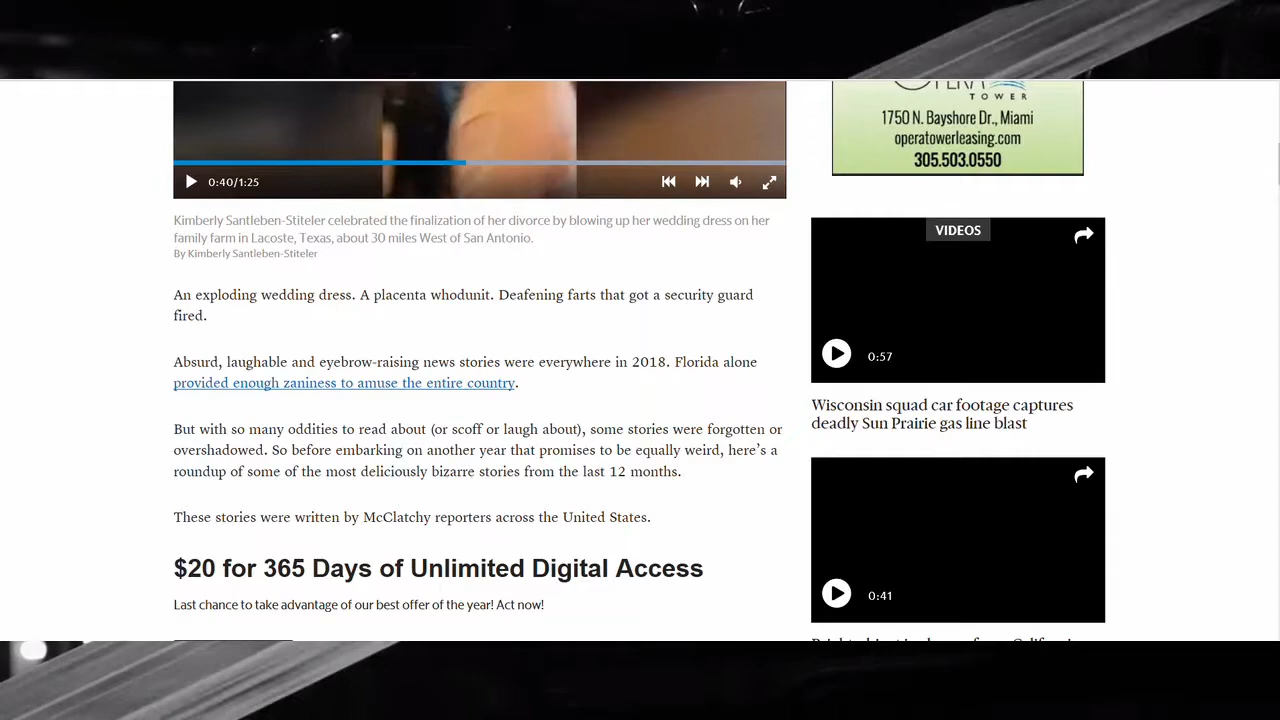 TOWER
1750 N. Bayshore Dr., Miami
operatowerleasing.com
305.503.0550
0:40/1:25
Kimberly Santleben-Stiteler celebrated the finalization of her divorce by blowing up her wedding dress on her
family farm in Lacoste, Texas, about 30 miles West of San Antonio.
By Kimberly Santleben-Stiteler
An exploding wedding dress. A placenta whodunit. Deafening farts that got a security guard
fired.
Absurd, laughable and eyebrow-raising news stories were everywhere in 2018. Florida alone
provided enough zaniness to amuse the entire country.
But with so many oddities to read about (or scoff or laugh about), some stories were forgotten or
overshadowed. So before embarking on another year that promises to be equally weird, here's a
roundup of some of the most deliciously bizarre stories from the last 12 months.
These stories were written by McClatchy reporters across the United States.
$20 for 365 Days of Unlimited Digital Access
Last chance to take advantage of our best offer of the year! Act now!
VIDEOS
0:57
Wisconsin squad car footage captures
deadly Sun Prairie gas line blast
0:41